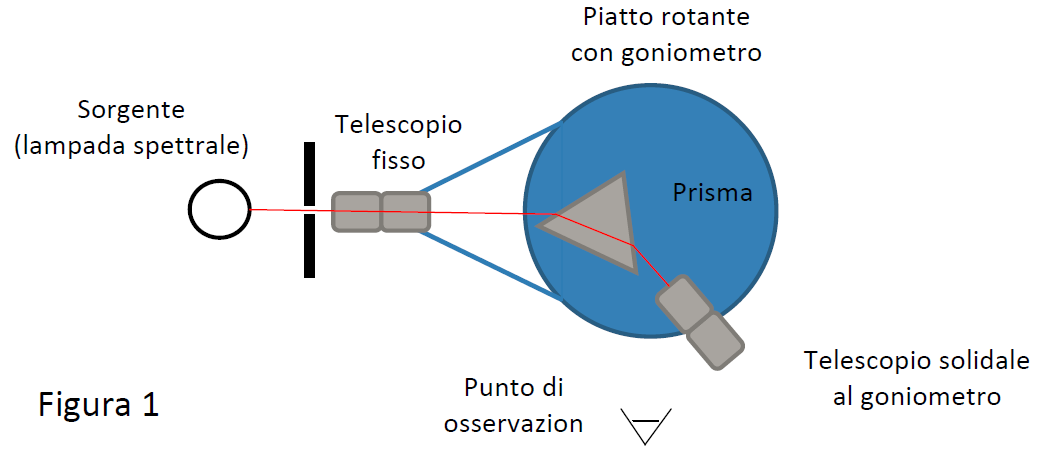 Piatto rotante
con goniometro
Sorgente
(lampada spettrale)
Telescopio
fisso
Prisma
Telescopio solidale
al goniometro
Punto di
osservazion
Figura 1